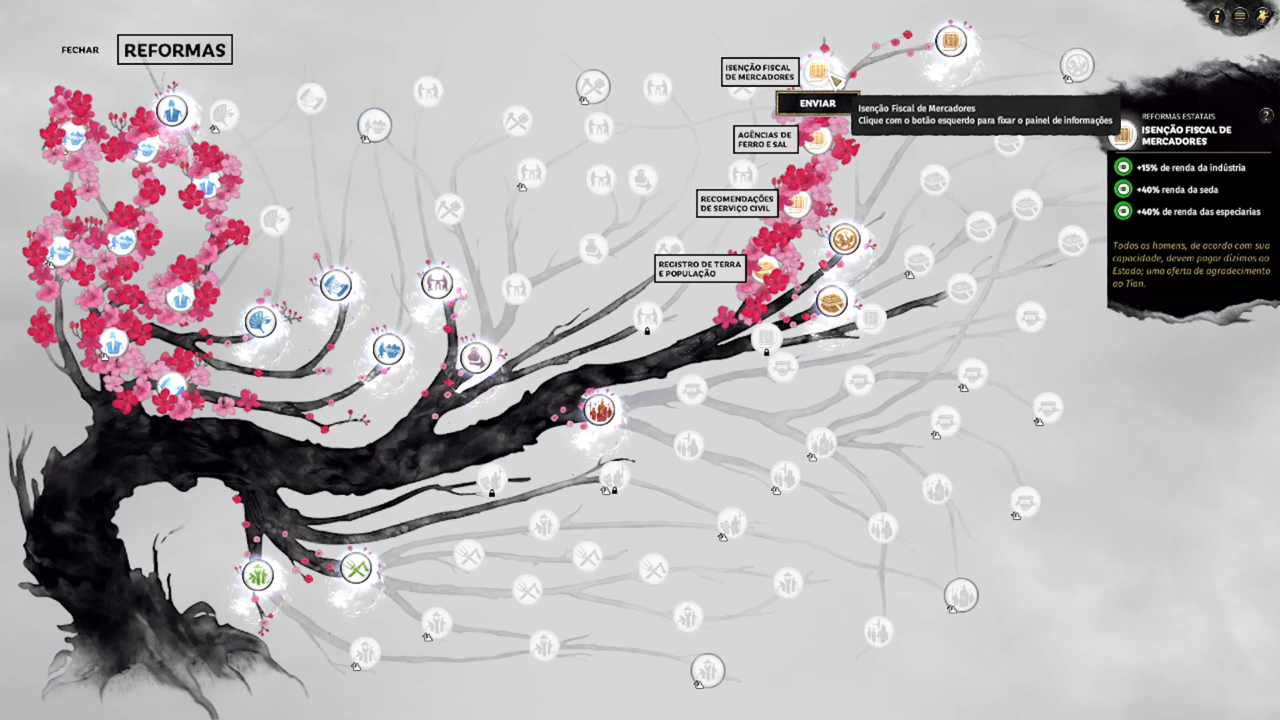 FECHAR
REFORMAS
ISENÇÃO FISCAL
DE MERCADORES
ENVIAR
Isenção Fiscal de Mercadores
Clique com o botão esquerdo para fixar o painel de informações
AGÊNCIAS DE
FERRO E SAL
RECOMENDAÇÕES
DE SERVIÇO CIVIL
REGISTRO DE TERRA
E POPULAÇÃO
REFORMAS ESTATAIS
?
ISENÇÃO FISCAL DE
MERCADORES
+15% de renda da indústria
+40% renda da seda
+40% de renda das especiarias
Todos os homens, de acordo com sua
capacidade, devem pagar dízimos ao
Estado; uma oferta de agradecimento
ao Tian.